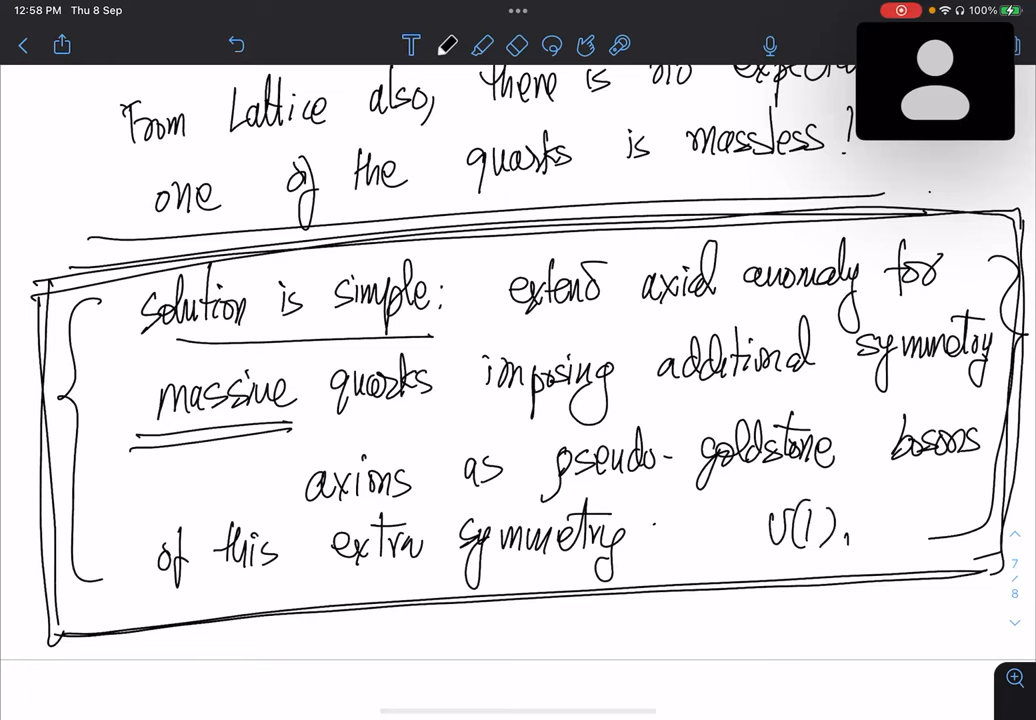 12:58 PM Thu 8 Sep
100%
From Lattice also, there is no
one of the quarks is massless!
solution is simple: extend axial anomaly for
massive quarks imposing additional symmetry
axions as pseudo-goldstone bosons
of this extra symmetry. U(1).
7
/
8